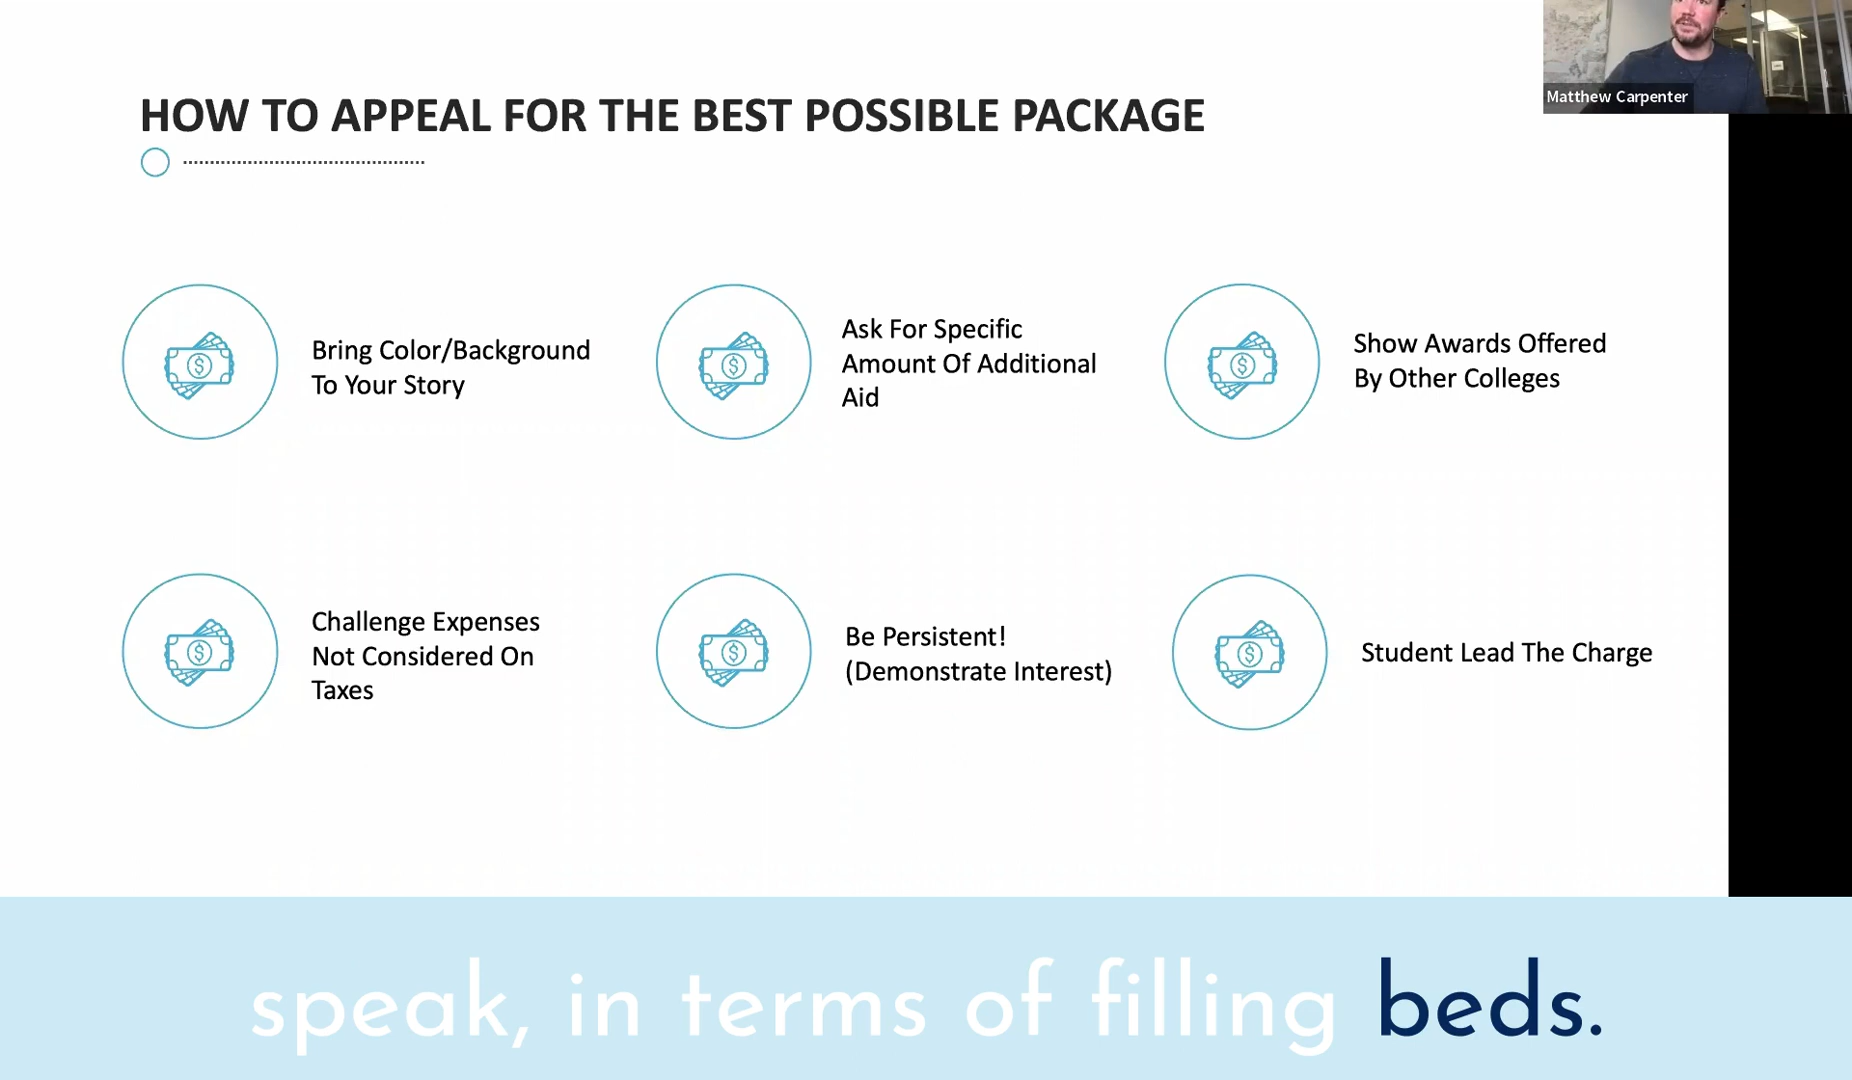 Matthew Carpenter
HOW TO APPEAL FOR THE BEST POSSIBLE PACKAGE
Bring Color/Background
To Your Story
Ask For Specific
Amount Of Additional
Aid
Show Awards Offered
By Other Colleges
Challenge Expenses
Not Considered On
Taxes
Be Persistent!
(Demonstrate Interest)
Student Lead The Charge
speak, in terms of filling beds.